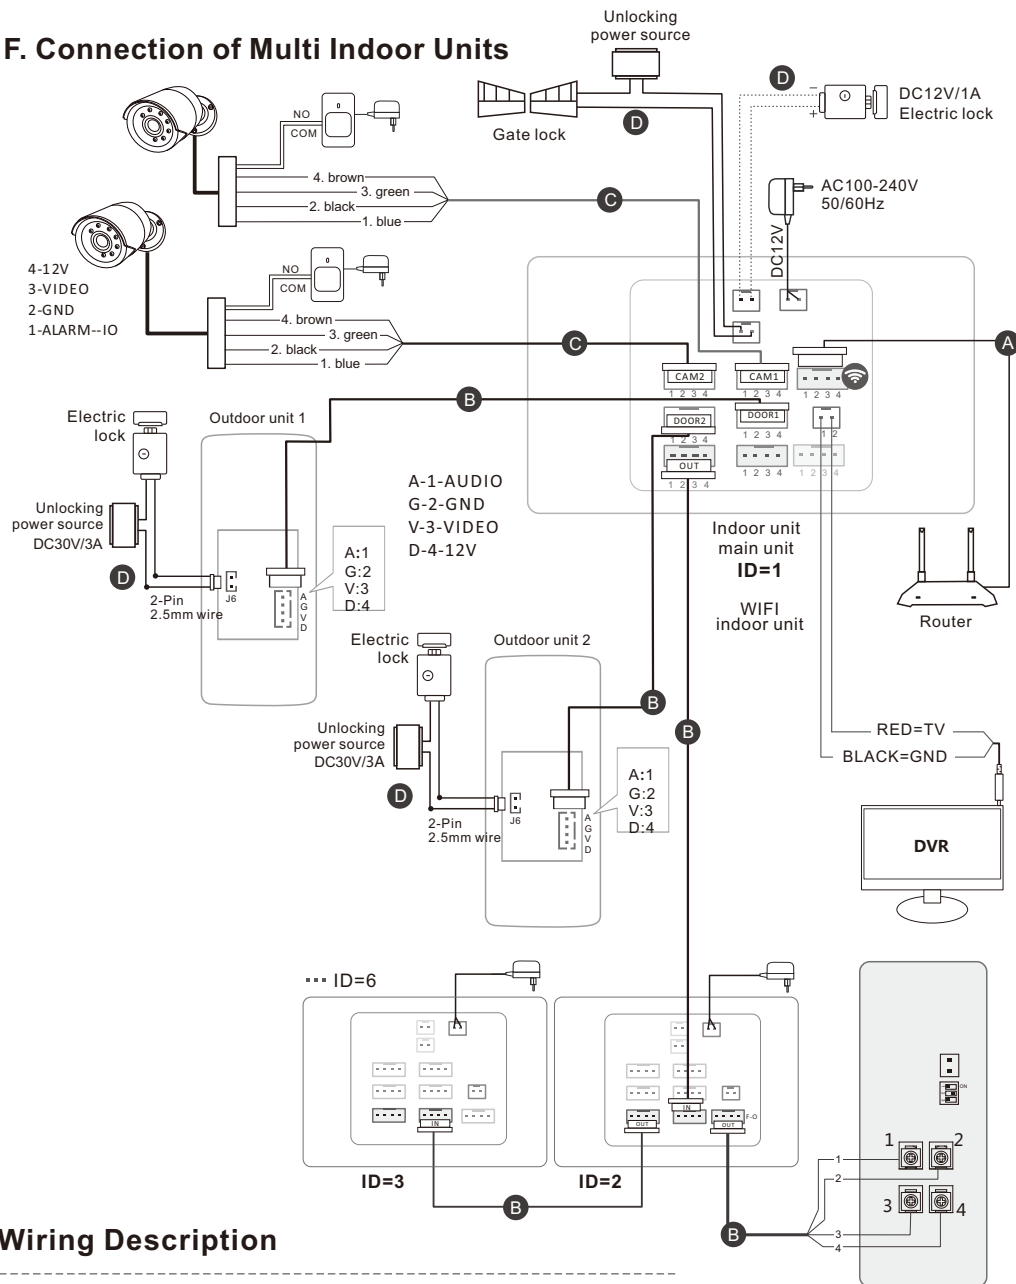 F. Connection of Multi Indoor Units
Unlocking
power source
D
D
DC12V/1A
Electric lock
Gate lock
NO
COM
4. brown
3. green
2. black
1. blue
C
AC100-240V
50/60Hz
DC12V
4-12V
3-VIDEO
2-GND
1-ALARM--IO
NO
COM
4. brown
3. green
2. black
1. blue
C
A
CAM2
1 2 3 4
CAM1
1 2 3 4
1 2 3 4
B
DOOR2
1 2 3 4
DOOR1
1 2 3 4
1 2
OUT
1 2 3 4
1 2 3 4
1 2 3 4
Electric
lock
Outdoor unit 1
A-1-AUDIO
G-2-GND
V-3-VIDEO
D-4-12V
Unlocking
power source
DC30V/3A
D
2-Pin
2.5mm wire
J6
A
G
V
D
A:1
G:2
V:3
D:4
Indoor unit
main unit
ID=1
WIFI
indoor unit
Router
Electric
lock
Outdoor unit 2
Unlocking
power source
DC30V/3A
D
2-Pin
2.5mm wire
J6
A
G
V
D
A:1
G:2
V:3
D:4
B
B
RED=TV
BLACK=GND
DVR
ID=6
IN
ID=3
OUT
IN
OUT
F-O
ID=2
B
B
ON
1
2
3
4
1
2
3
4
Wiring Description